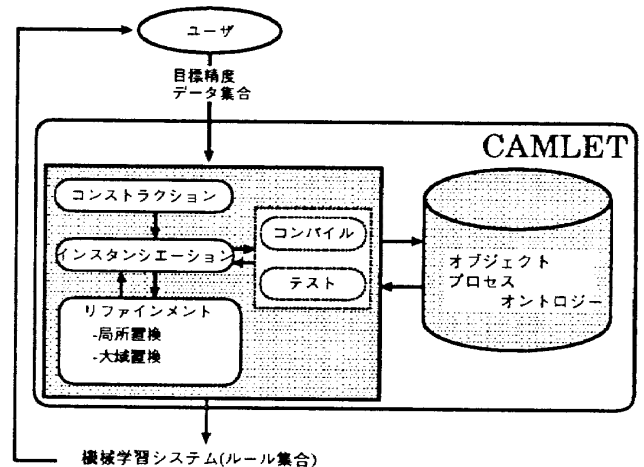 ユーザ
目標精度
データ集合
CAMLET
コンストラクション
インスタンシエーション
コンパイル
テスト
リファインメント
-局所置換
-大域置換
オブジェクト
プロセス
オントロジー
機械学習システム(ルール集合)